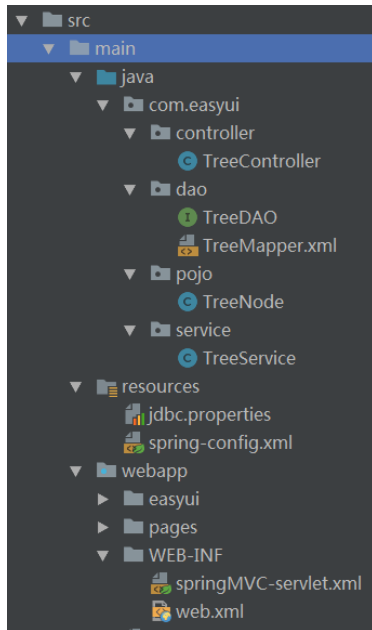 src
main
java
com.easyui
controller
TreeController
dao
TreeDAO
TreeMapper.xml
pojo
TreeNode
service
TreeService
resources
jdbc.properties
spring-config.xml
webapp
easyui
pages
WEB-INF
springMVC-servlet.xml
web.xml